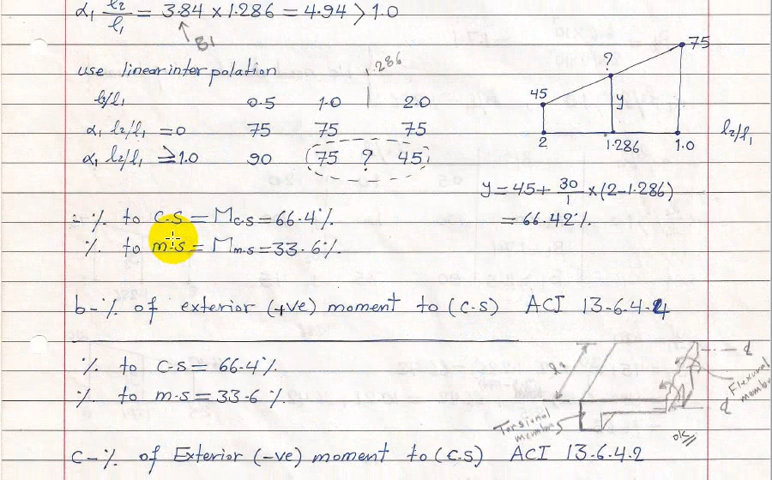 α₁ l₂/l₁ = 3.84 × 1.286 = 4.94 > 1.0
B1
use linear interpolation
1.286
l₂/l₁ 0.5 1.0 2.0
α₁ l₂/l₁ = 0 75 75 75
α₁ l₂/l₁ ≥ 1.0 90 75 ? 45
75
?
45
y
2 1.286 1.0 l₂/l₁
y = 45 + 30/1 × (2-1.286)
= 66.42%
∴ % to C.S = M C.S = 66.4%
% to m.s = M m.s = 33.6%
b-% of exterior (+ve) moment to (C.S) ACI 13-6.4.4
% to C.S = 66.4%
% to m.s = 33.6%
Torsional members
Flexural member
d
d
OK//
C-% of Exterior (-ve) moment to (C.S) ACI 13.6.4.2